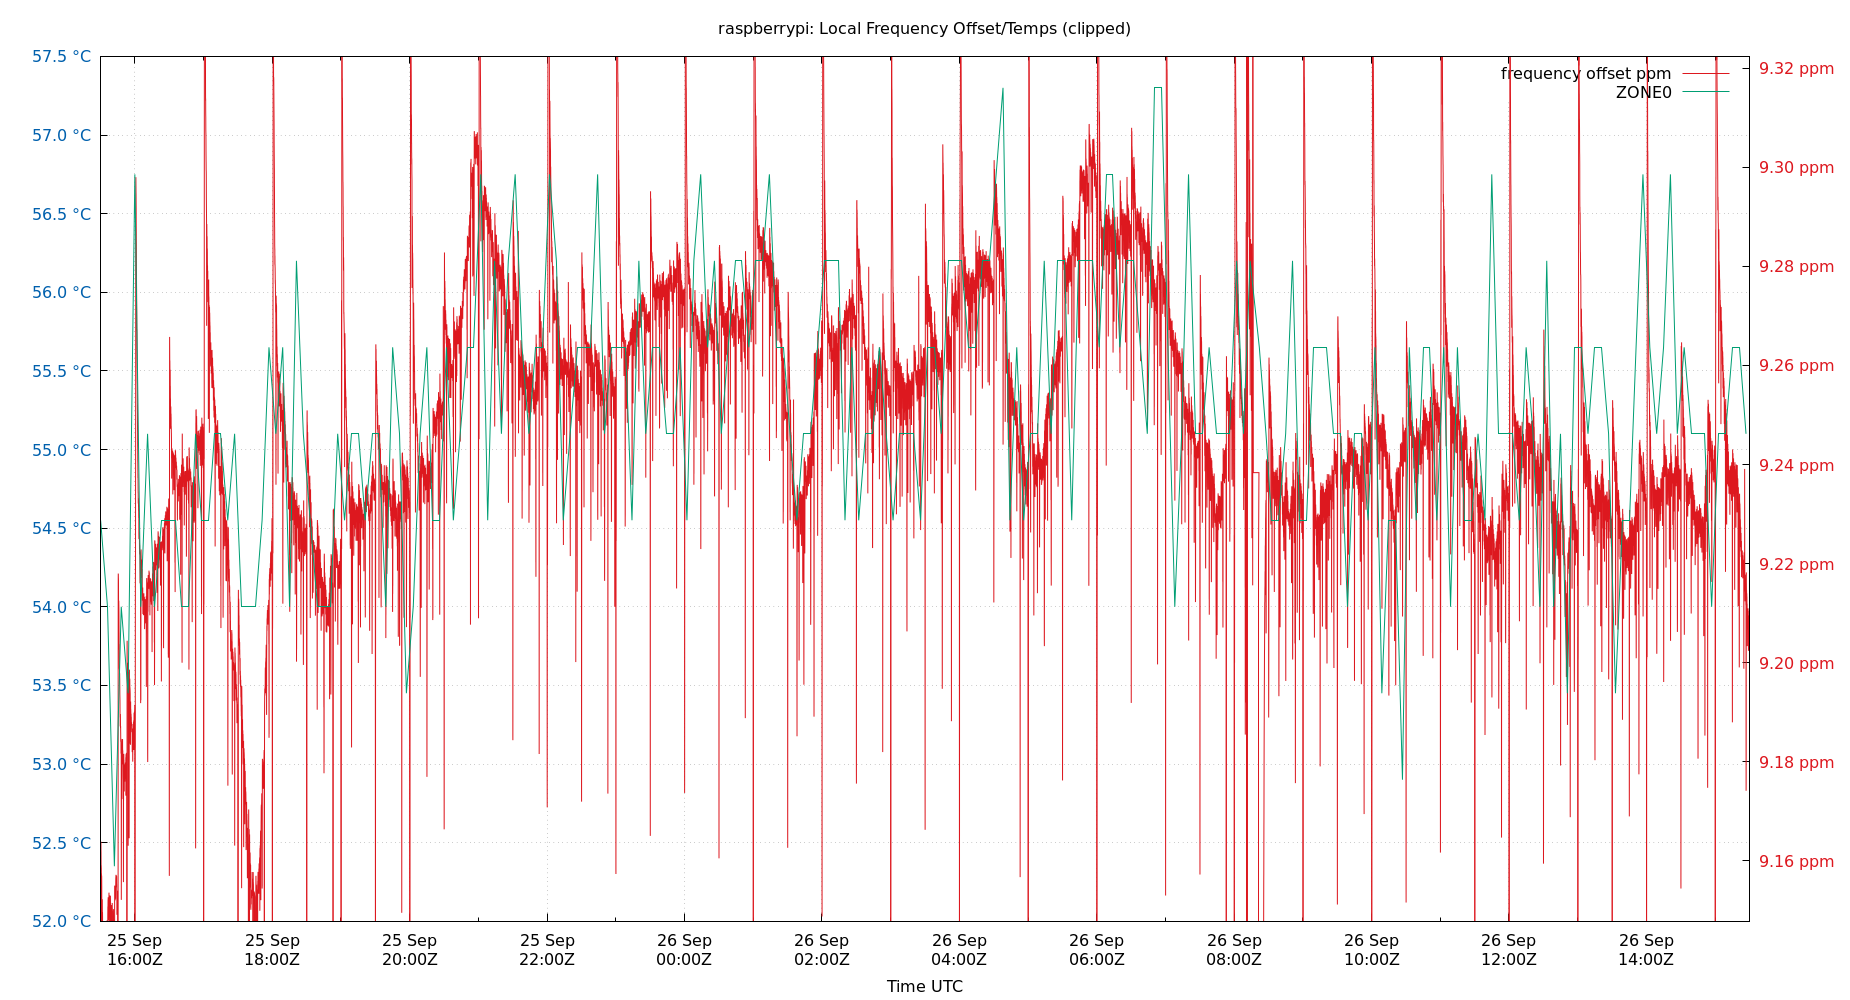 raspberrypi: Local Frequency Offset/Temps (clipped)
57.5 °C
57.0 °C
56.5 °C
56.0 °C
55.5 °C
55.0 °C
54.5 °C
54.0 °C
53.5 °C
53.0 °C
52.5 °C
52.0 °C
frequency offset ppm
ZONE0
9.32 ppm
9.30 ppm
9.28 ppm
9.26 ppm
9.24 ppm
9.22 ppm
9.20 ppm
9.18 ppm
9.16 ppm
25 Sep
16:00Z
25 Sep
18:00Z
25 Sep
20:00Z
25 Sep
22:00Z
26 Sep
00:00Z
26 Sep
02:00Z
26 Sep
04:00Z
26 Sep
06:00Z
26 Sep
08:00Z
26 Sep
10:00Z
26 Sep
12:00Z
26 Sep
14:00Z
Time UTC